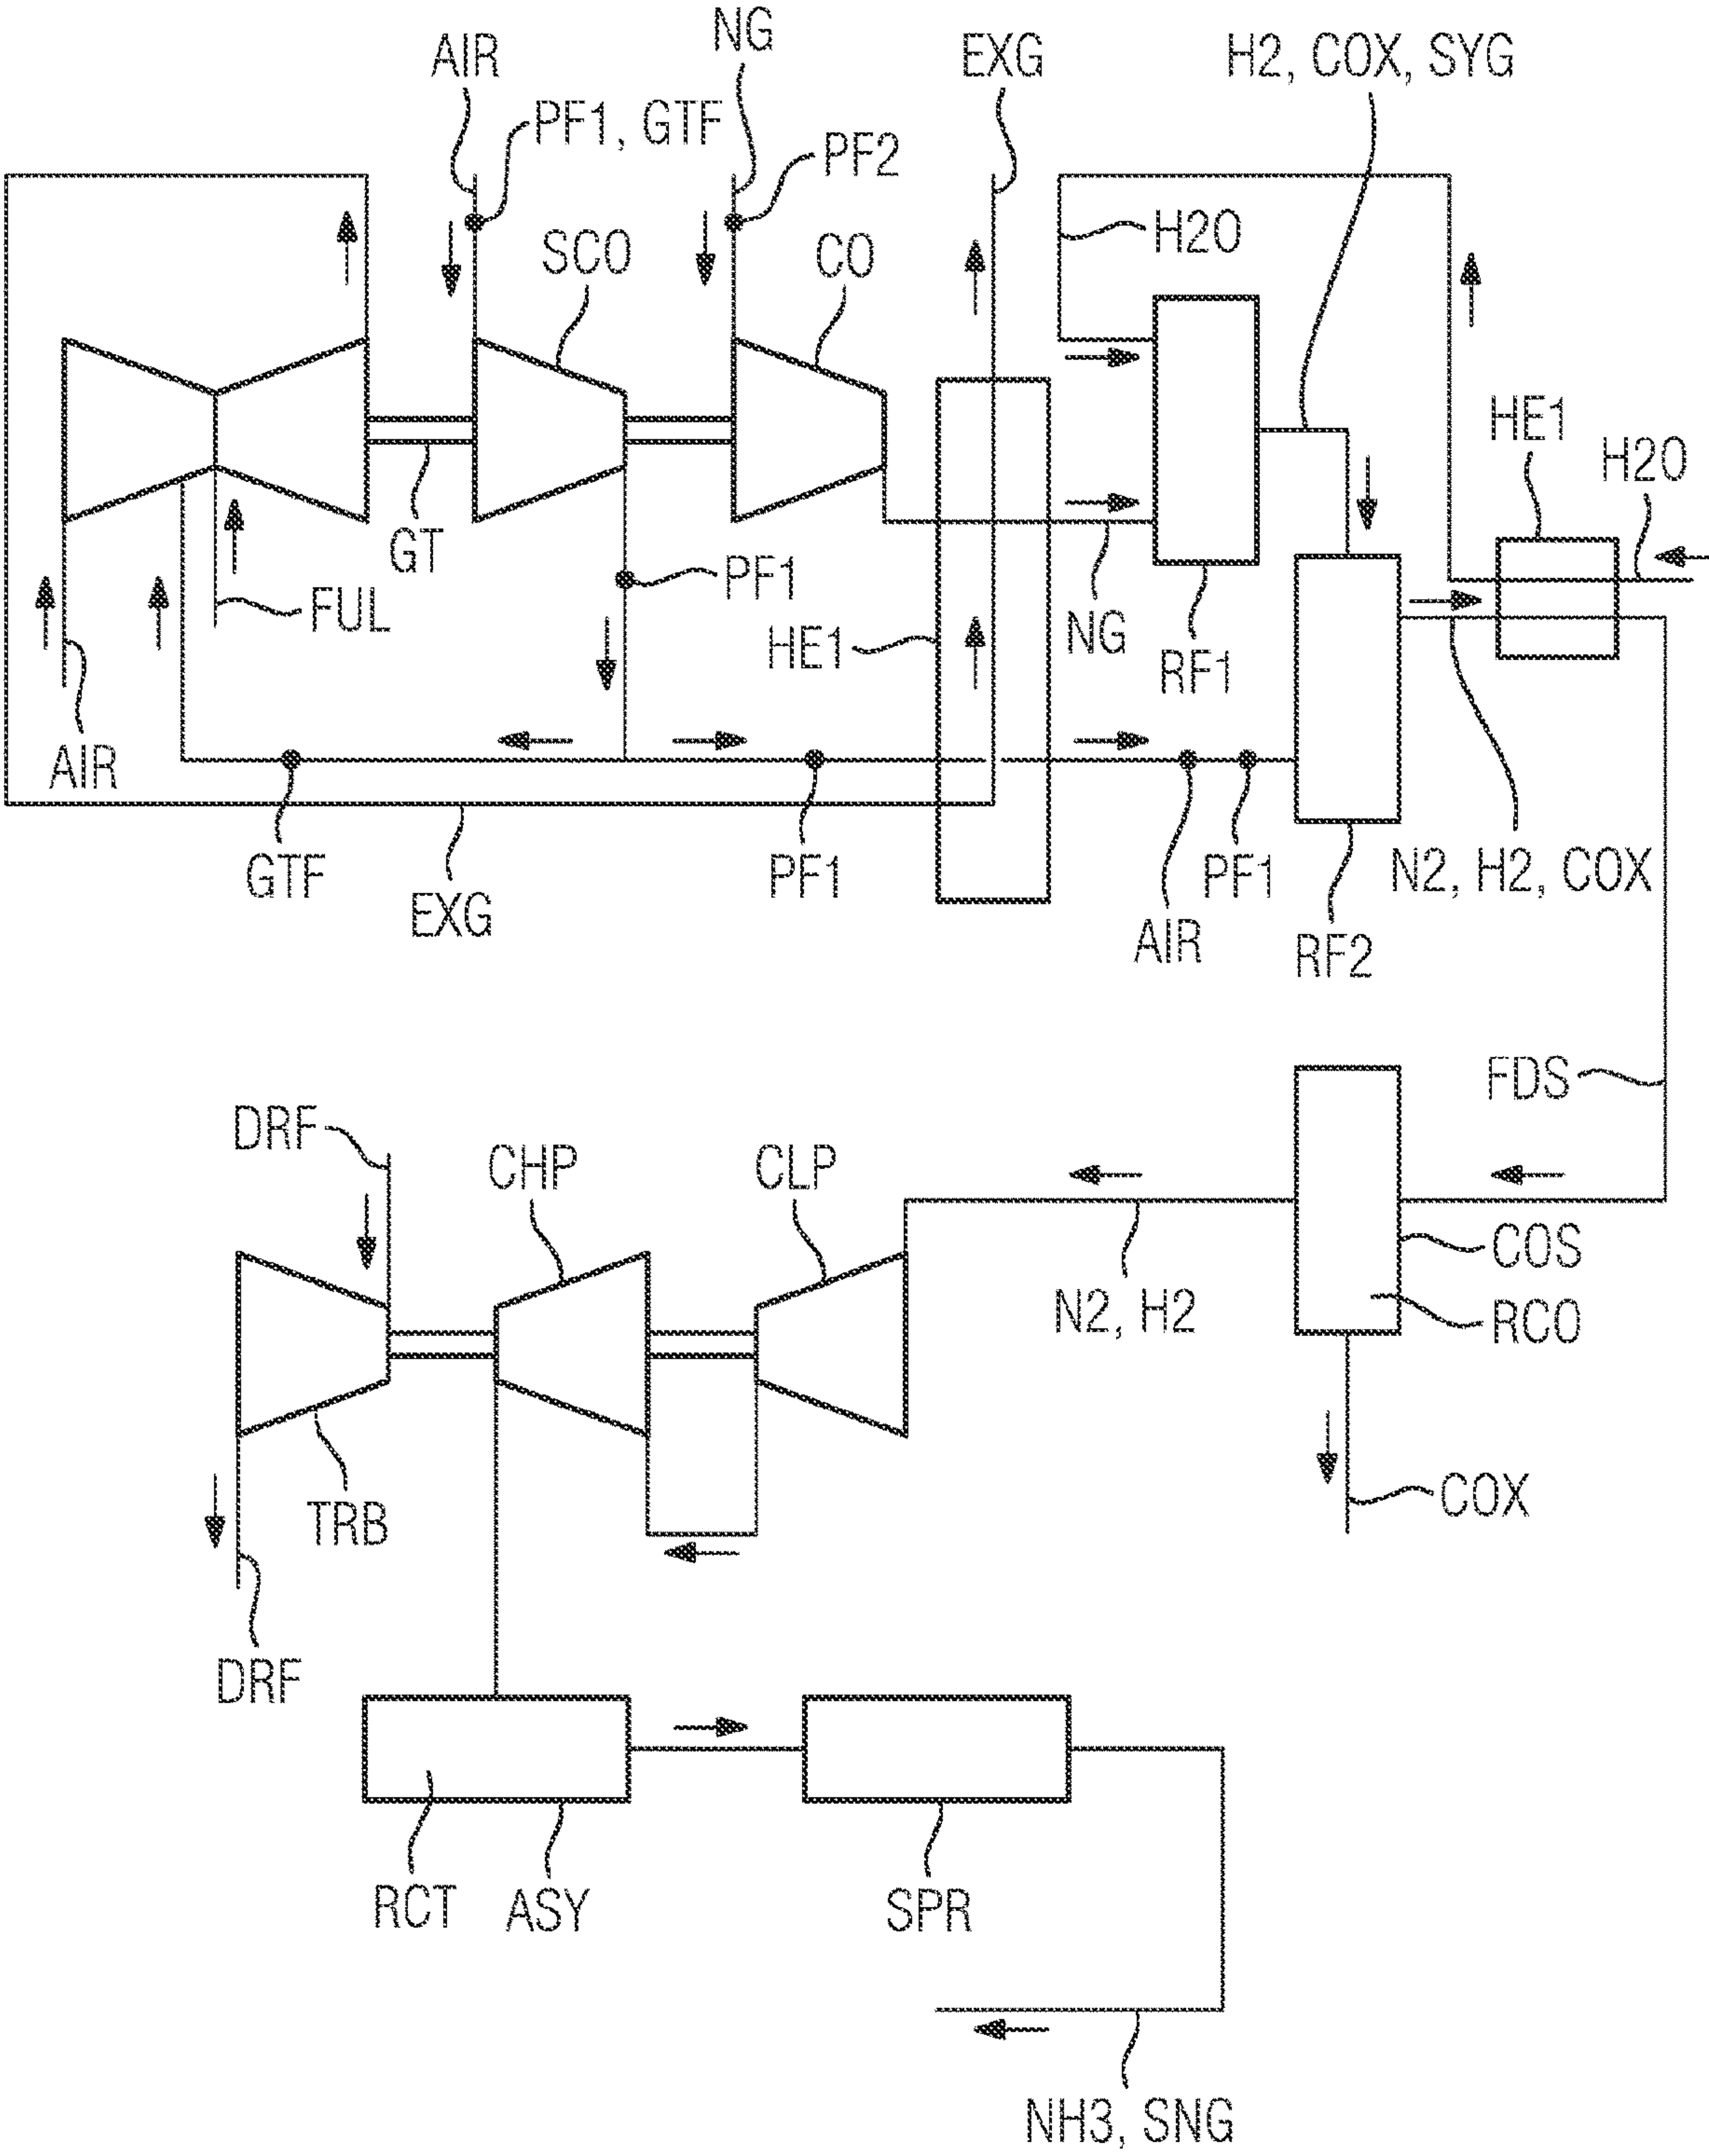 NG
AIR
EXG
H2, COX, SYG
PF1, GTF
PF2
H2O
SCO
CO
HE1
H2O
GT
PF1
FUL
NG
HE1
RF1
AIR
GTF
PF1
PF1
N2, H2, COX
EXG
AIR
RF2
FDS
DRF
CHP
CLP
COS
N2, H2
RCO
COX
TRB
DRF
RCT
ASY
SPR
NH3, SNG